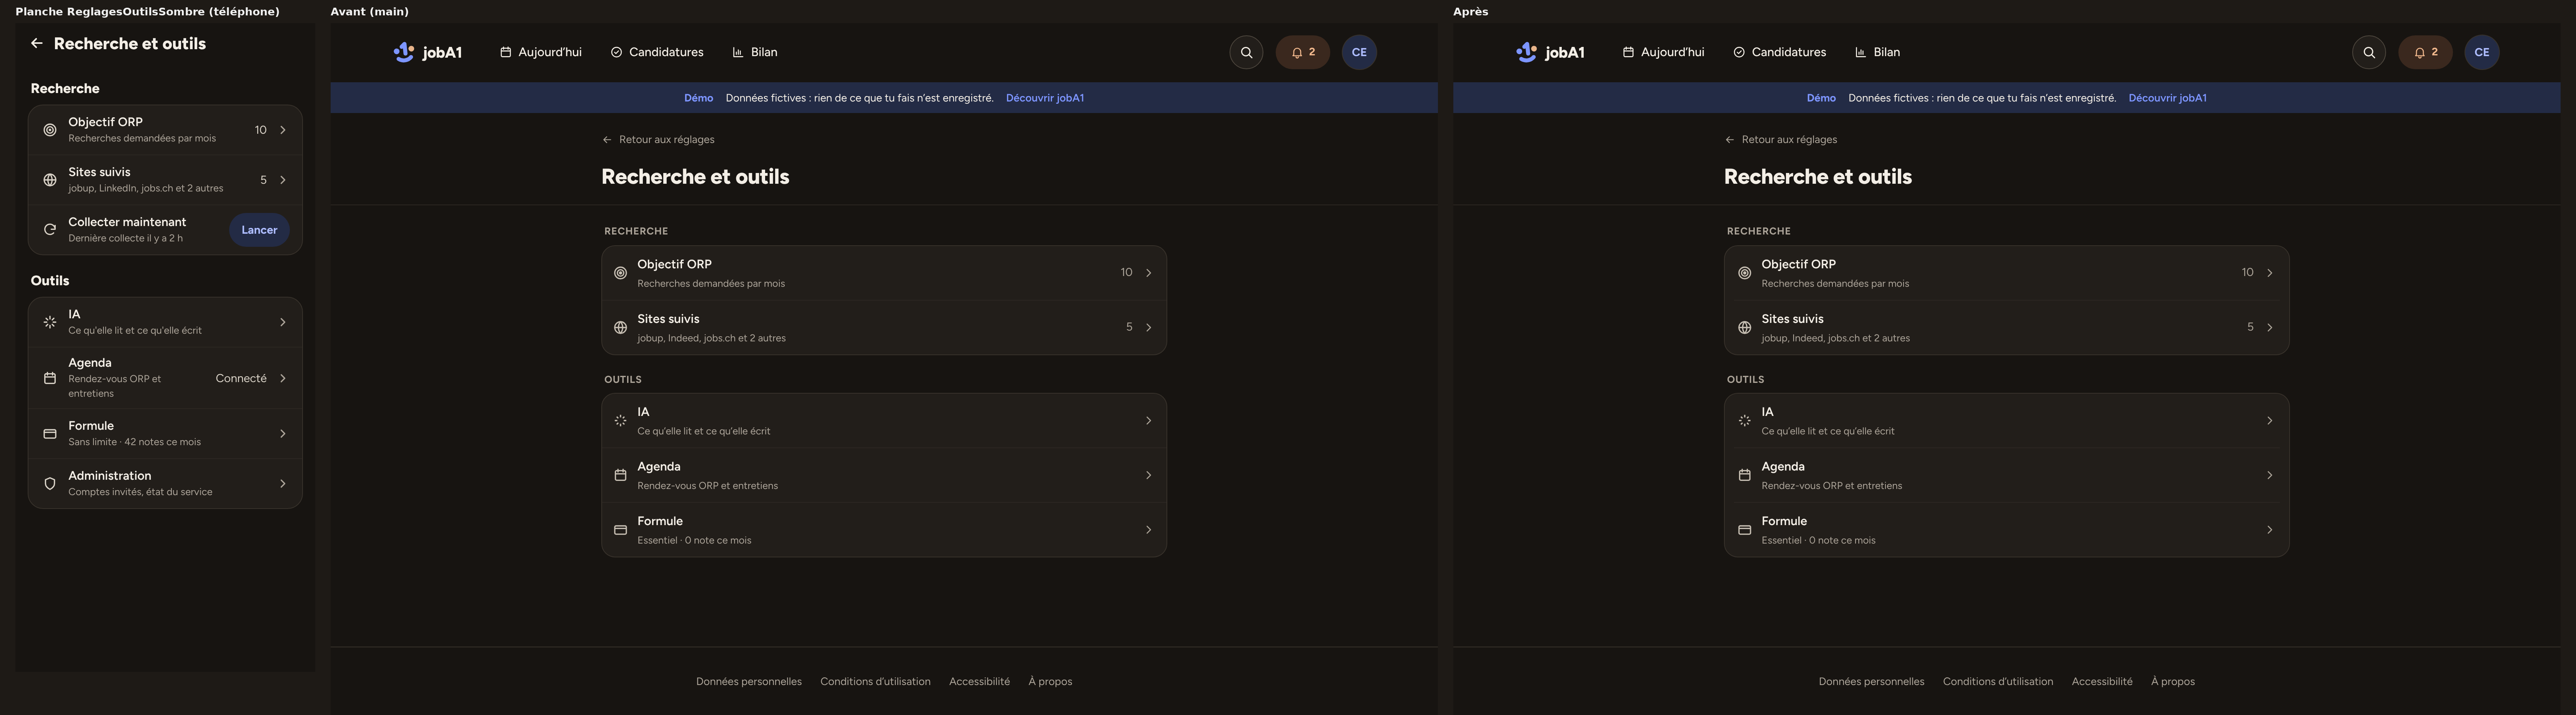 Planche ReglagesOutilsSombre (téléphone)
Recherche et outils
Recherche
Objectif ORP
Recherches demandées par mois
10
Sites suivis
jobup, LinkedIn, jobs.ch et 2 autres
5
Collecter maintenant
Dernière collecte il y a 2 h
Lancer
Outils
IA
Ce qu'elle lit et ce qu'elle écrit
Agenda
Rendez-vous ORP et
entretiens
Connecté
Formule
Sans limite · 42 notes ce mois
Administration
Comptes invités, état du service
Avant (main)
jobA1
Aujourd'hui
Candidatures
Bilan
2
CE
Démo Données fictives : rien de ce que tu fais n'est enregistré. Découvrir jobA1
Retour aux réglages
Recherche et outils
RECHERCHE
Objectif ORP
Recherches demandées par mois
10
Sites suivis
jobup, Indeed, jobs.ch et 2 autres
5
OUTILS
IA
Ce qu'elle lit et ce qu'elle écrit
Agenda
Rendez-vous ORP et entretiens
Formule
Essentiel · 0 note ce mois
Données personnelles Conditions d'utilisation Accessibilité À propos
Après
jobA1
Aujourd'hui
Candidatures
Bilan
2
CE
Démo Données fictives : rien de ce que tu fais n'est enregistré. Découvrir jobA1
Retour aux réglages
Recherche et outils
RECHERCHE
Objectif ORP
Recherches demandées par mois
10
Sites suivis
jobup, Indeed, jobs.ch et 2 autres
5
OUTILS
IA
Ce qu'elle lit et ce qu'elle écrit
Agenda
Rendez-vous ORP et entretiens
Formule
Essentiel · 0 note ce mois
Données personnelles Conditions d'utilisation Accessibilité À propos